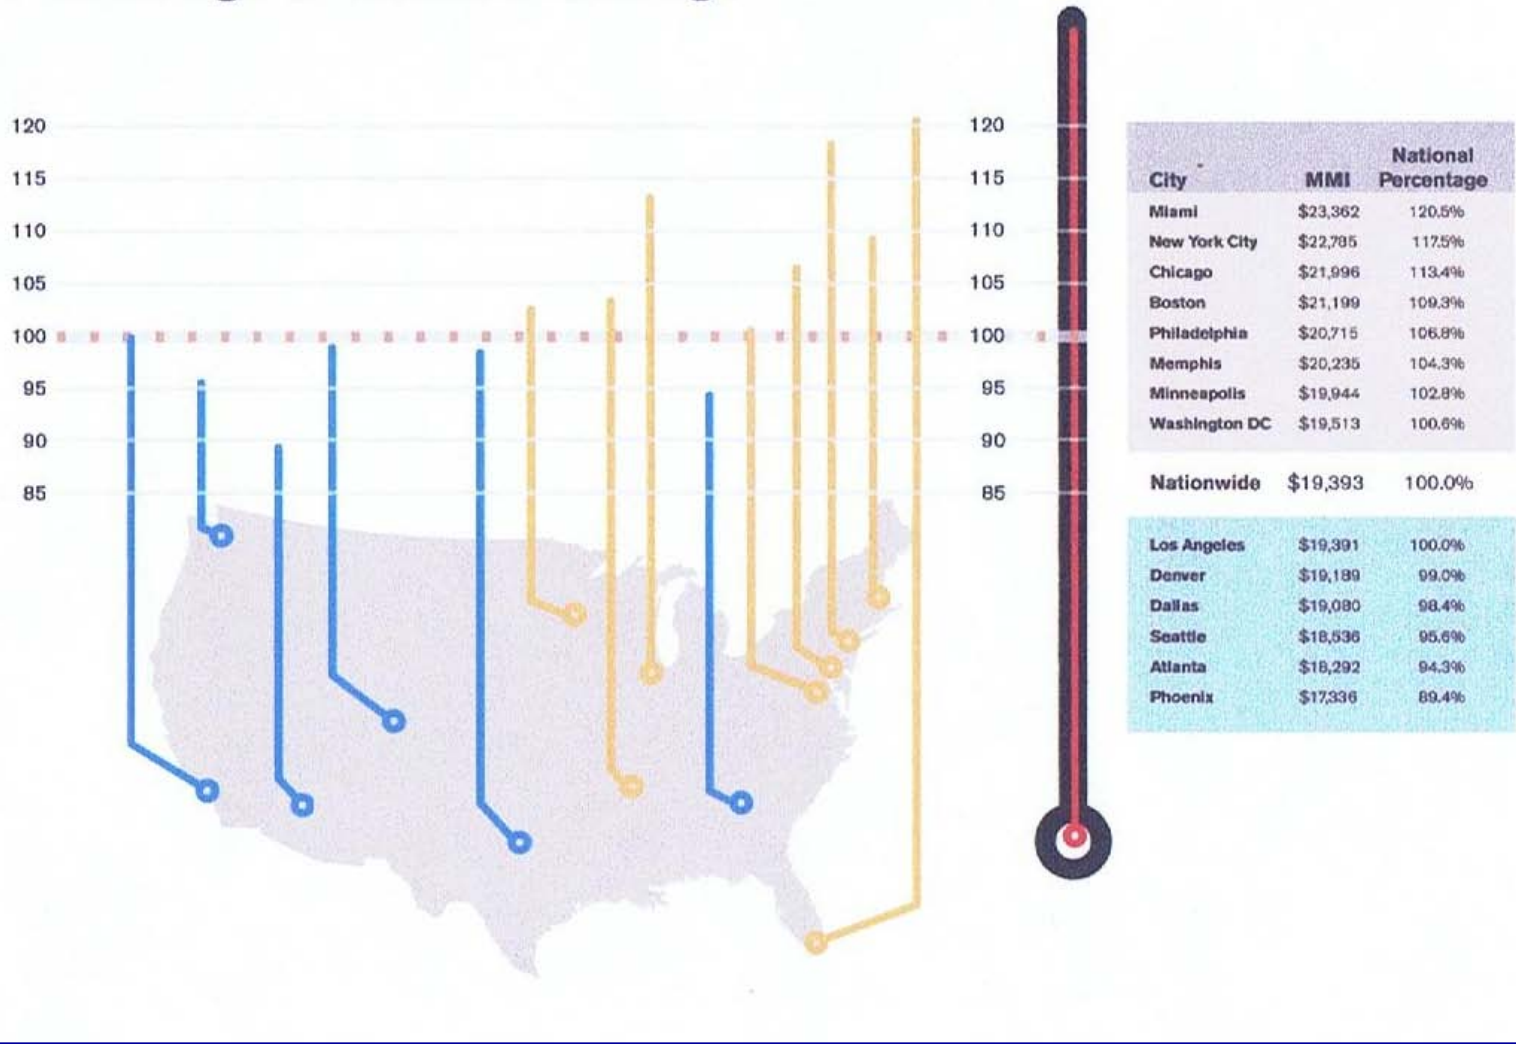 120
115
110
105
100
95
90
85
120
115
110
105
100
95
90
85
City MMI National Percentage
Miami $23,362 120.5%
New York City $22,785 117.5%
Chicago $21,996 113.4%
Boston $21,199 109.3%
Philadelphia $20,715 106.8%
Memphis $20,235 104.3%
Minneapolis $19,944 102.8%
Washington DC $19,513 100.6%
Nationwide $19,393 100.0%
Los Angeles $19,391 100.0%
Denver $19,189 99.0%
Dallas $19,080 98.4%
Seattle $18,536 95.6%
Atlanta $18,292 94.3%
Phoenix $17,336 89.4%